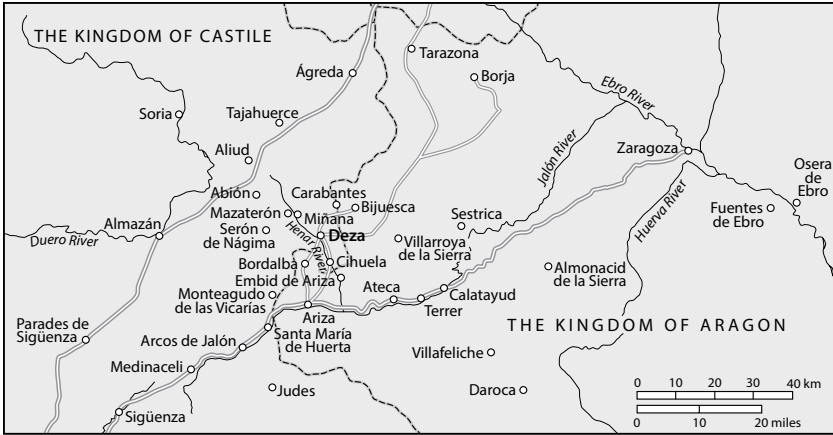 THE KINGDOM OF CASTILE
Tarazona
Ágreda
Borja
Ebro River
Soria
Tajahuerce
Jalón River
Zaragoza
Aliud
Osera
de
Ebro
Huerva River
Abión
Carabantes
Bijuesca
Mazaterón
Miñana
Sestrica
Fuentes
de Ebro
Almazán
Serón
de Nágima
Henar River
Deza
Duero River
Villarroya
de la Sierra
Bordalba
Cihuela
Embid de Ariza
Almonacid
de la Sierra
Monteagudo
de las Vicarías
Ateca
Calatayud
Terrer
Ariza
Parades de
Sigüenza
Santa María
de Huerta
THE KINGDOM OF ARAGON
Arcos de Jalón
Villafeliche
Medinaceli
Judes
Daroca
Sigüenza
0 10 20 30 40 km
0 10 20 miles